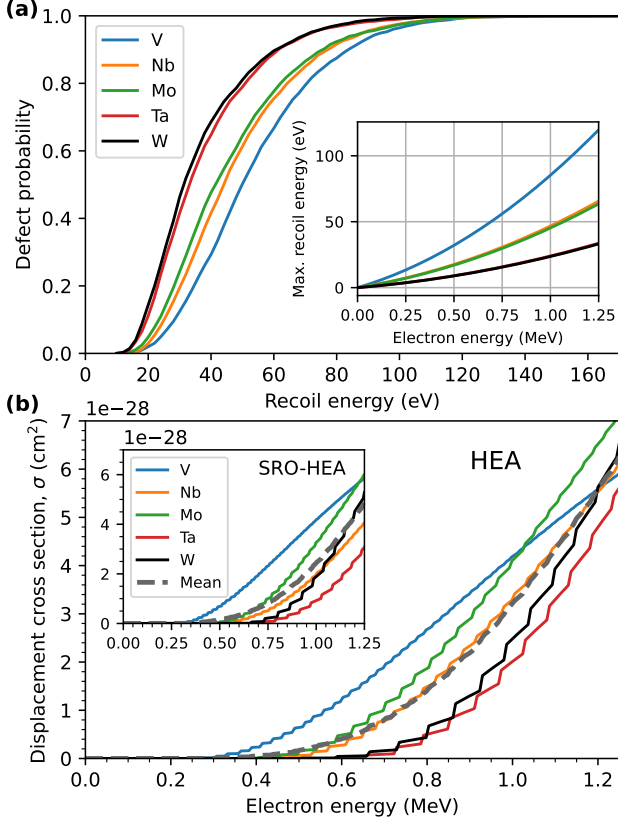 (a)
1.0
0.8
0.6
0.4
0.2
0.0
Defect probability
V
Nb
Mo
Ta
W
100
50
0
Max. recoil energy (eV)
0.00 0.25 0.50 0.75 1.00 1.25
Electron energy (MeV)
0 20 40 60 80 100 120 140 160
Recoil energy (eV)
(b)
1e−28
7
6
5
4
3
2
1
0
Displacement cross section, σ (cm²)
HEA
1e−28
6
4
2
0
V
Nb
Mo
Ta
W
Mean
SRO-HEA
0.00 0.25 0.50 0.75 1.00 1.25
0.0 0.2 0.4 0.6 0.8 1.0 1.2
Electron energy (MeV)